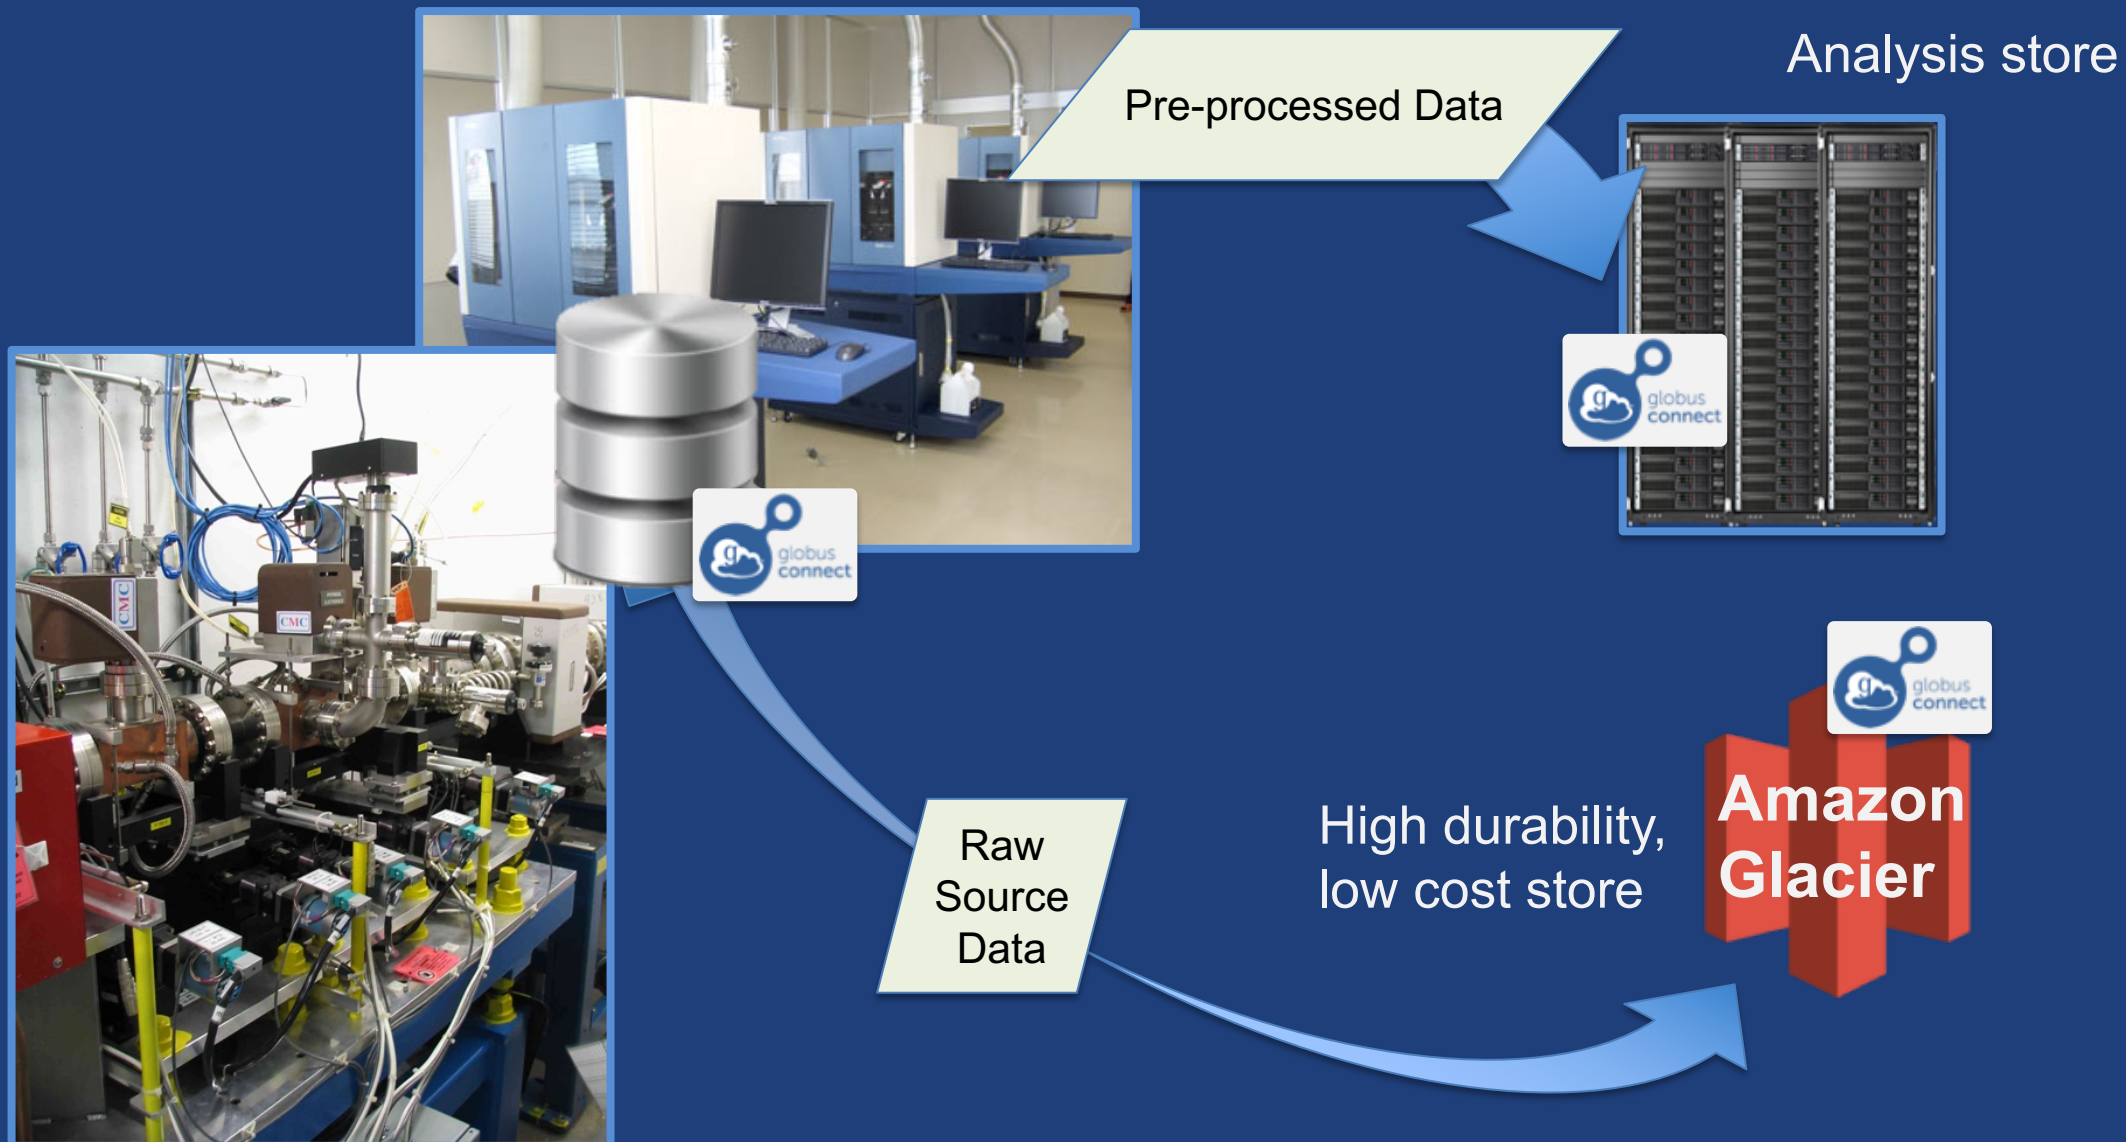 Analysis store
Pre-processed Data
globus
connect
globus
connect
CMC
CMC
globus
connect
High durability,
low cost store
Amazon
Glacier
Raw
Source
Data